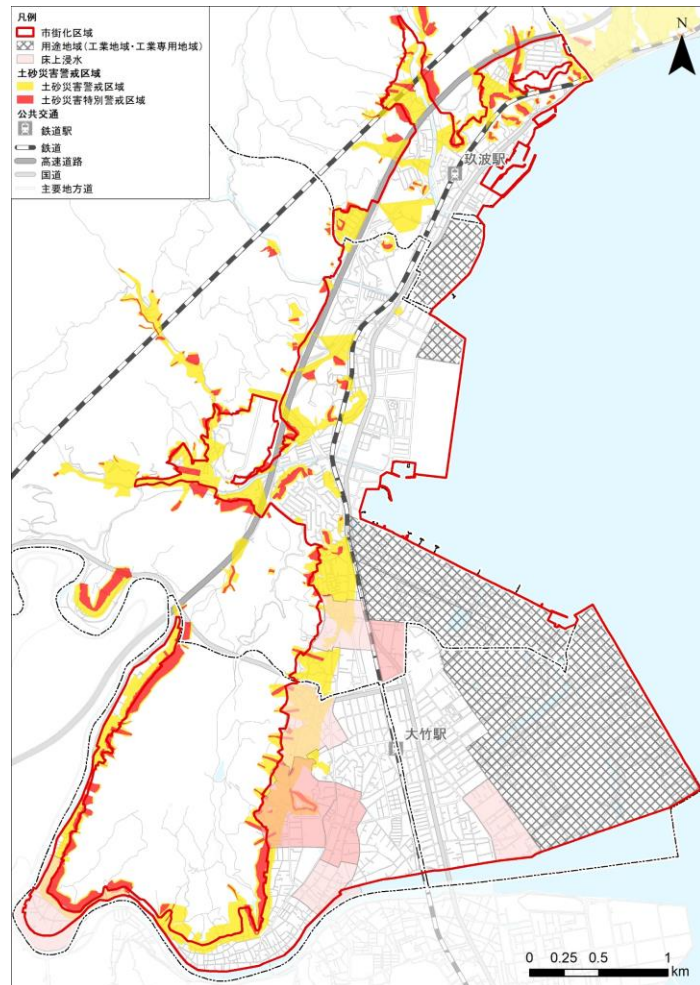 凡例
市街化区域
用途地域(工業地域・工業専用地域)
床上浸水
土砂災害警戒区域
土砂災害警戒区域
土砂災害特別警戒区域
公共交通
鉄道駅
鉄道
高速道路
国道
主要地方道
N
玖波駅
大竹駅
0 0.25 0.5 1
km